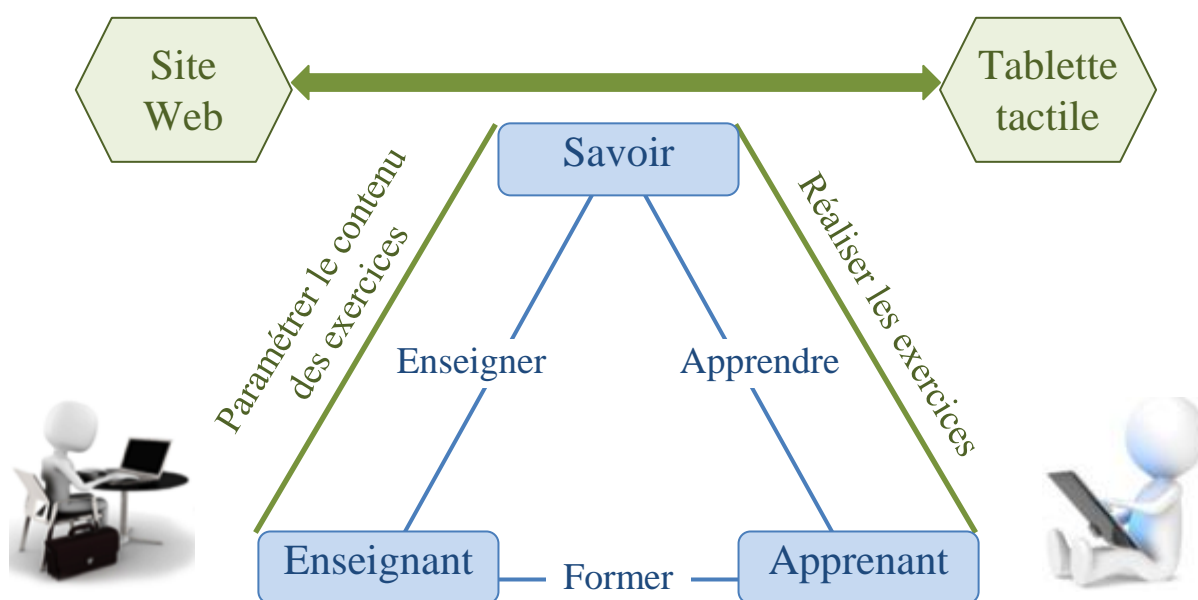 Site
Web
Tablette
tactile
Savoir
Paramétrer le contenu
des exercices
Réaliser les exercices
Enseigner
Apprendre
Enseignant
Former
Apprenant